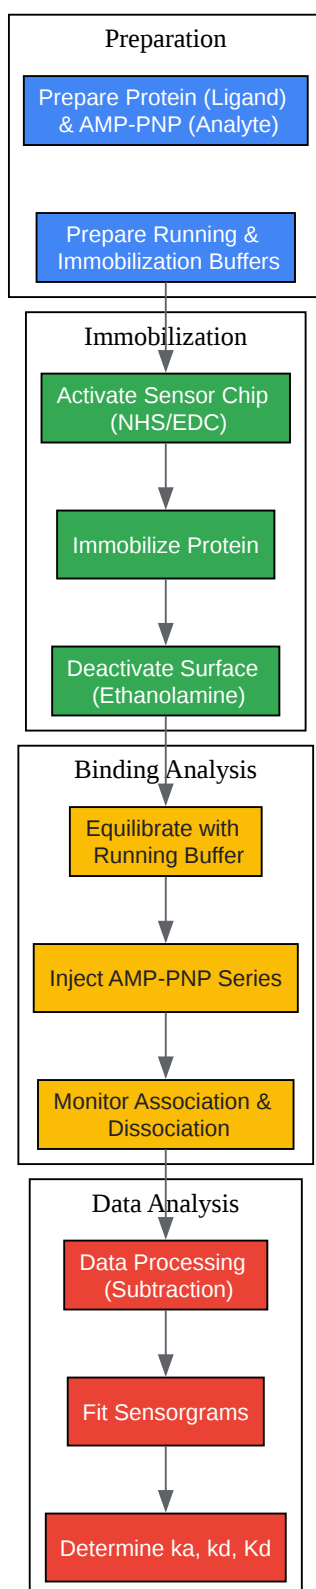 Preparation
Prepare Protein (Ligand)
& AMP-PNP (Analyte)
Prepare Running &
Immobilization Buffers
Immobilization
Activate Sensor Chip
(NHS/EDC)
Immobilize Protein
Deactivate Surface
(Ethanolamine)
Binding Analysis
Equilibrate with
Running Buffer
Inject AMP-PNP Series
Monitor Association &
Dissociation
Data Analysis
Data Processing
(Subtraction)
Fit Sensorgrams
Determine ka, kd, Kd